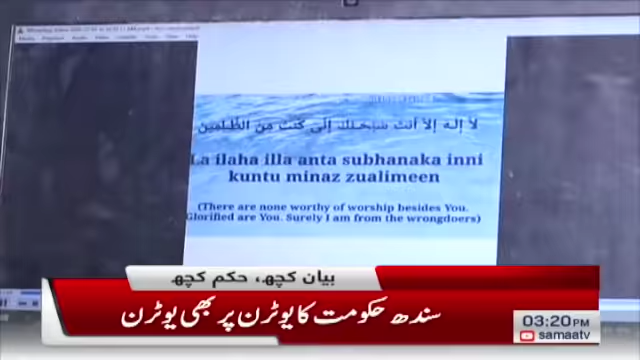 لَا إِلَهَ إِلَّا أَنْتَ سُبْحَانَكَ إِنِّي كُنْتُ مِنَ الظَّالِمِينَ
La ilaha illa anta subhanaka inni
kuntu minaz zualimeen
(There are none worthy of worship besides You.
Glorified are You. Surely I am from the wrongdoers)
بیان کچھ، حکم کچھ
سندھ حکومت کا یوٹرن پر بھی یوٹرن
03:20PM
samaatv